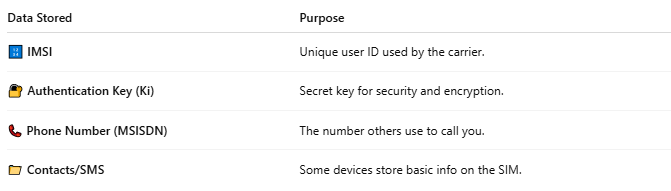 Data Stored Purpose
IMSI Unique user ID used by the carrier.
Authentication Key (Ki) Secret key for security and encryption.
Phone Number (MSISDN) The number others use to call you.
Contacts/SMS Some devices store basic info on the SIM.